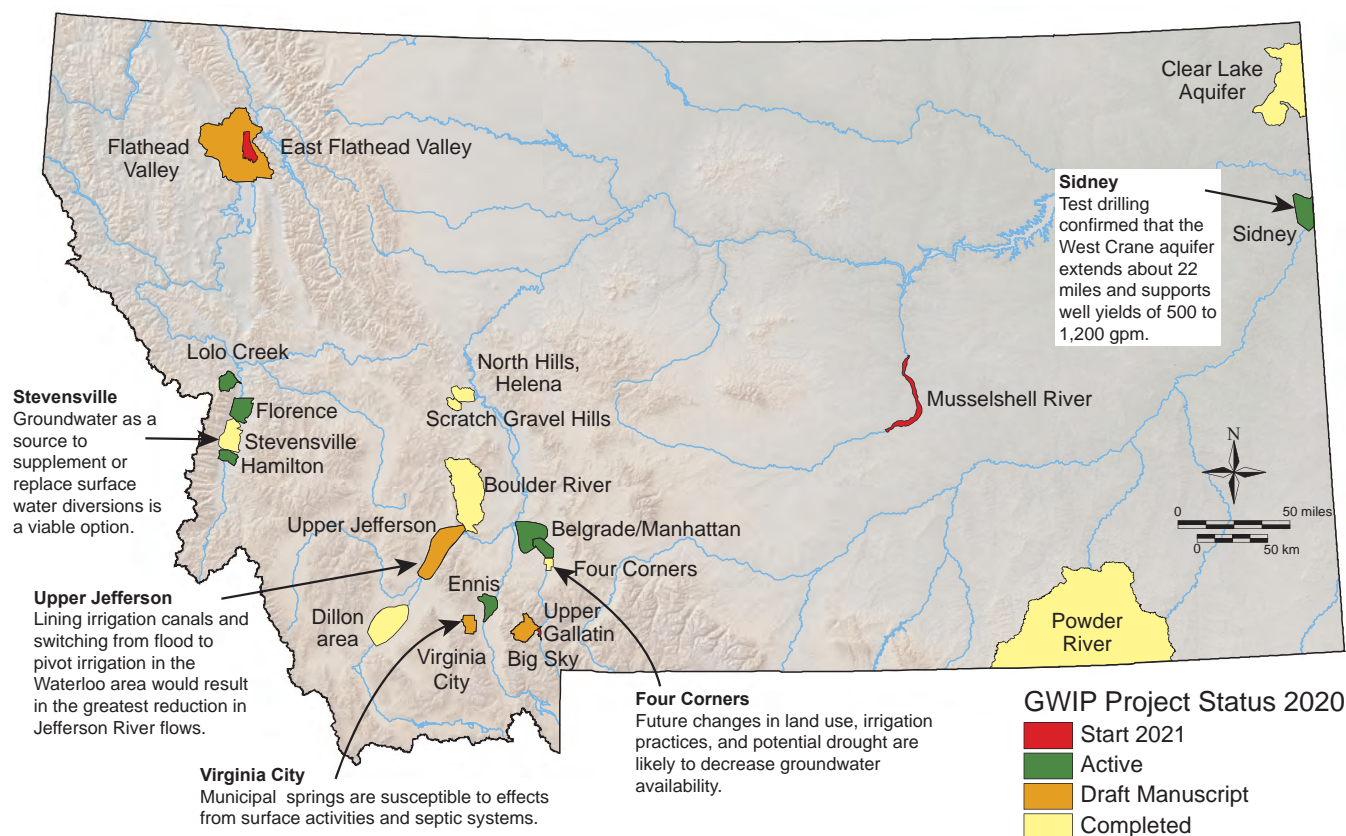 Clear Lake
Aquifer
Flathead
Valley
East Flathead Valley
Sidney
Test drilling
confirmed that the
West Crane aquifer
extends about 22
miles and supports
well yields of 500 to
1,200 gpm.
Sidney
Lolo Creek
North Hills,
Helena
Scratch Gravel Hills
Musselshell River
Stevensville
Groundwater as a
source to
supplement or
replace surface
water diversions is
a viable option.
Florence
Stevensville
Hamilton
N
0 50 miles
0 50 km
Boulder River
Upper Jefferson
Belgrade/Manhattan
Four Corners
Ennis
Dillon
area
Virginia
City
Upper
Gallatin
Big Sky
Powder
River
Upper Jefferson
Lining irrigation canals and
switching from flood to
pivot irrigation in the
Waterloo area would result
in the greatest reduction in
Jefferson River flows.
Four Corners
Future changes in land use, irrigation
practices, and potential drought are
likely to decrease groundwater
availability.
Virginia City
Municipal springs are susceptible to effects
from surface activities and septic systems.
GWIP Project Status 2020
Start 2021
Active
Draft Manuscript
Completed